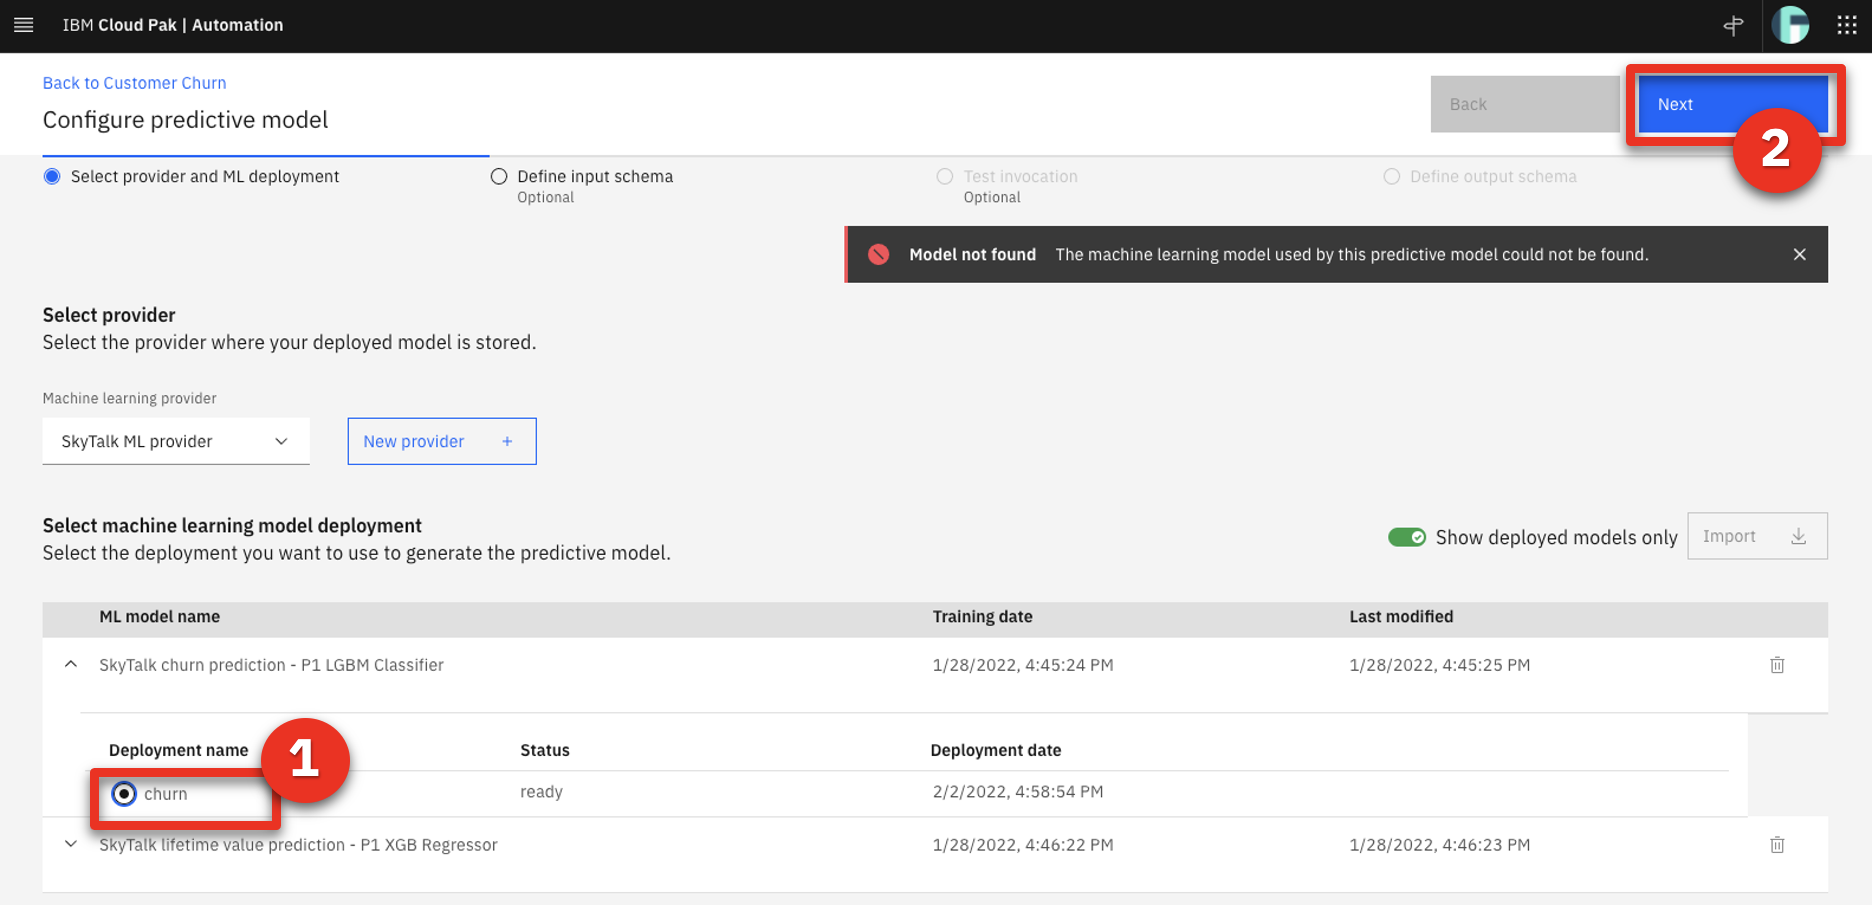 IBM Cloud Pak | Automation
Back to Customer Churn
Configure predictive model
Back
Next
2
Select provider and ML deployment
Define input schema
Optional
Test invocation
Optional
Define output schema
Model not found The machine learning model used by this predictive model could not be found.
Select provider
Select the provider where your deployed model is stored.
Machine learning provider
SkyTalk ML provider
New provider +
Select machine learning model deployment
Select the deployment you want to use to generate the predictive model.
Show deployed models only
Import
ML model name Training date Last modified
SkyTalk churn prediction - P1 LGBM Classifier 1/28/2022, 4:45:24 PM 1/28/2022, 4:45:25 PM
1
Deployment name Status Deployment date
churn ready 2/2/2022, 4:58:54 PM
SkyTalk lifetime value prediction - P1 XGB Regressor 1/28/2022, 4:46:22 PM 1/28/2022, 4:46:23 PM